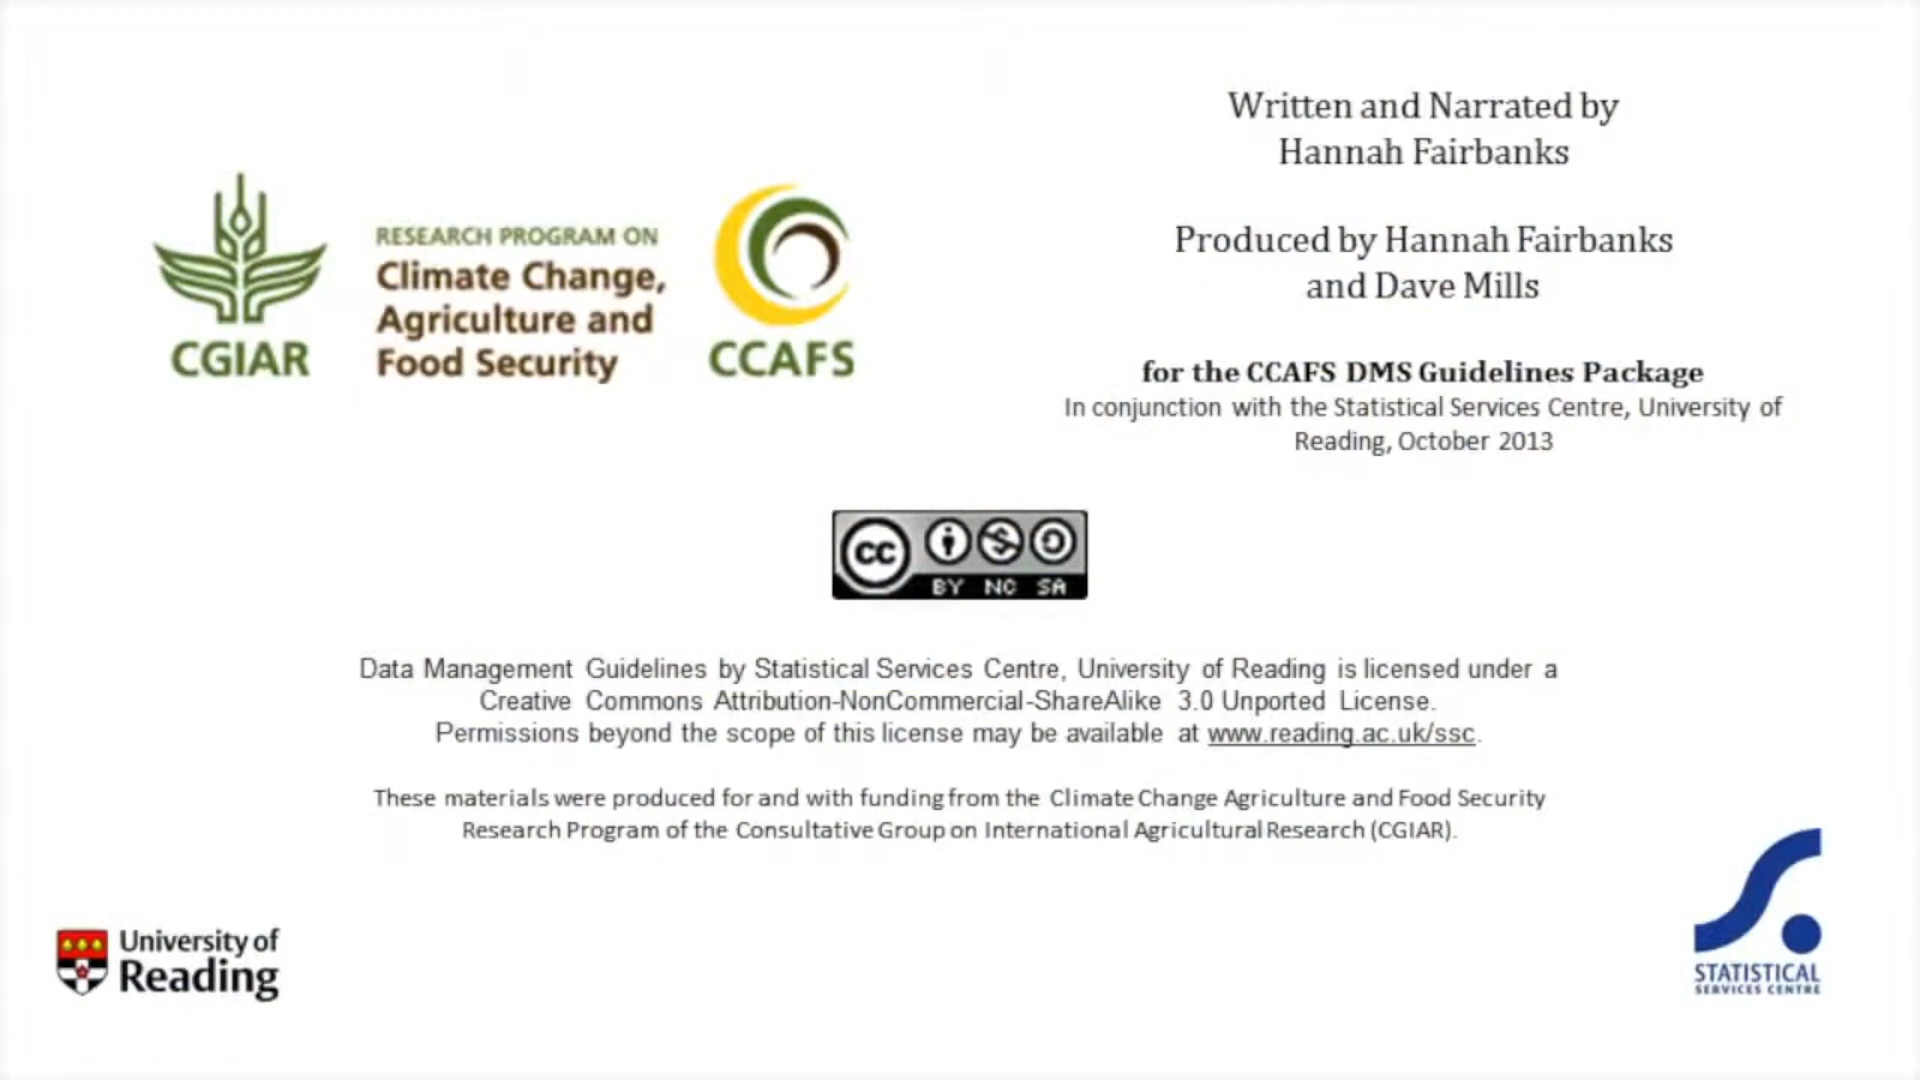 CGIAR
RESEARCH PROGRAM ON
Climate Change,
Agriculture and
Food Security
CCAFS
Written and Narrated by
Hannah Fairbanks
Produced by Hannah Fairbanks
and Dave Mills
for the CCAFS DMS Guidelines Package
In conjunction with the Statistical Services Centre, University of
Reading, October 2013
cc
BY NC SA
Data Management Guidelines by Statistical Services Centre, University of Reading is licensed under a
Creative Commons Attribution-NonCommercial-ShareAlike 3.0 Unported License.
Permissions beyond the scope of this license may be available at www.reading.ac.uk/ssc.
These materials were produced for and with funding from the Climate Change Agriculture and Food Security
Research Program of the Consultative Group on International Agricultural Research (CGIAR).
University of
Reading
STATISTICAL
SERVICES CENTRE